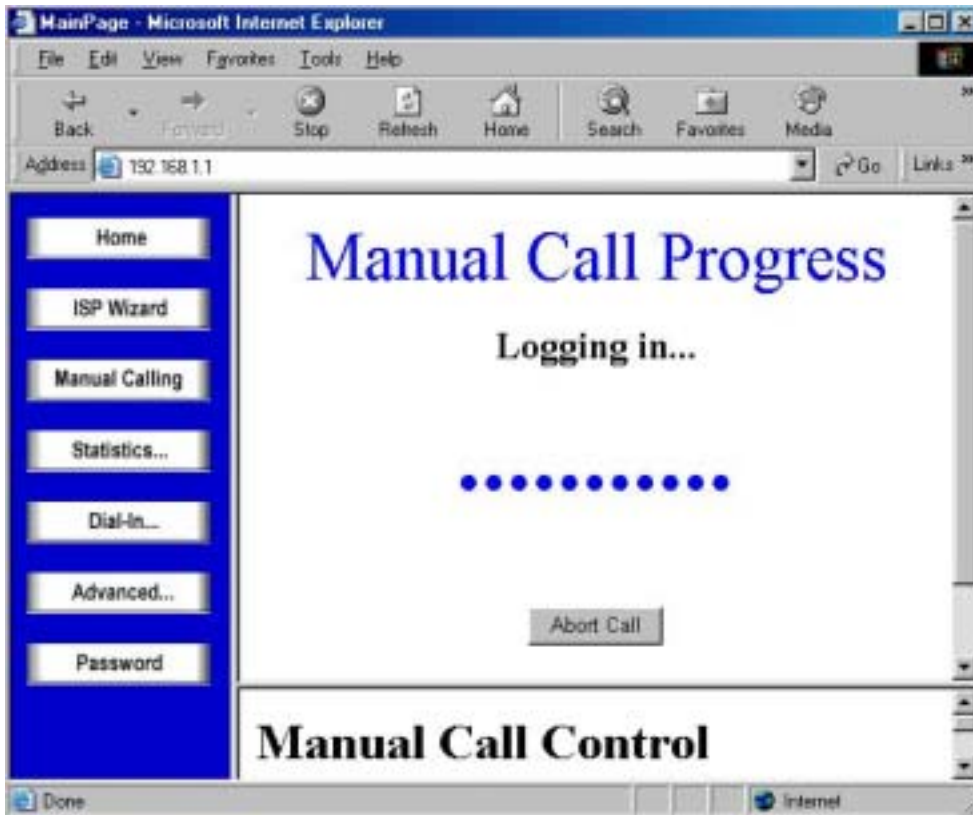 MainPage - Microsoft Internet Explorer
File Edit View Favorites Tools Help
Back Forward Stop Refresh Home Search Favorites Media
Address 192.168.1.1 Go Links
Home
ISP Wizard
Manual Calling
Statistics...
Dial-In...
Advanced...
Password
Manual Call Progress
Logging in...
Abort Call
Manual Call Control
Done Internet